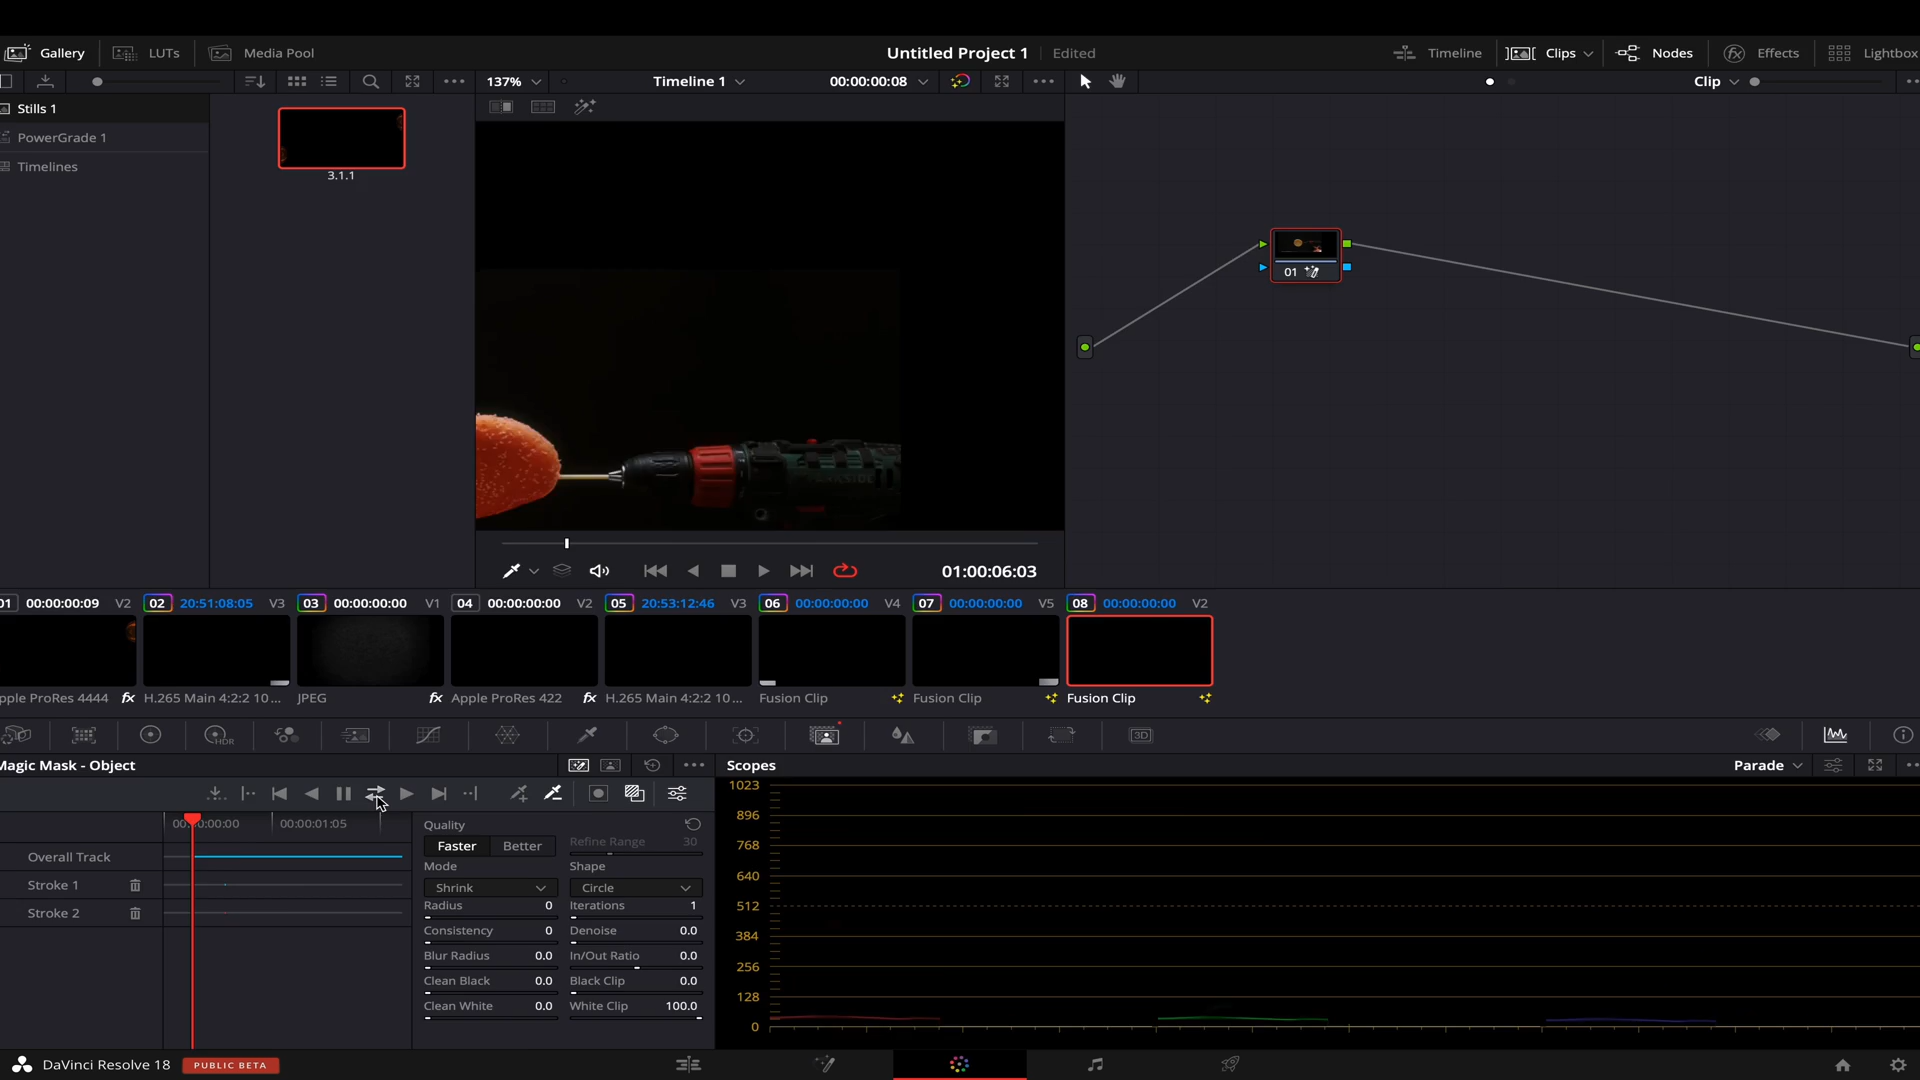 Gallery
LUTs
Media Pool
Untitled Project 1
Edited
Timeline
Clips
Nodes
Effects
Lightbox
137%
Timeline 1
00:00:00:08
Clip
Stills 1
PowerGrade 1
Timelines
3.1.1
PARKSIDE
01:00:06:03
01
01 00:00:00:09 V2
02 20:51:08:05 V3
03 00:00:00:00 V1
04 00:00:00:00 V2
05 20:53:12:46 V3
06 00:00:00:00 V4
07 00:00:00:00 V5
08 00:00:00:00 V2
pple ProRes 4444
fx
H.265 Main 4:2:2 10 ...
JPEG
fx
Apple ProRes 422
fx
H.265 Main 4:2:2 10...
Fusion Clip
Fusion Clip
Fusion Clip
HDR
3D
Magic Mask - Object
Scopes
Parade
00:00:00:00
00:00:01:05
Overall Track
Stroke 1
Stroke 2
Quality
Faster
Better
Refine Range 30
Mode
Shape
Shrink
Circle
Radius 0
Iterations 1
Consistency 0
Denoise 0.0
Blur Radius 0.0
In/Out Ratio 0.0
Clean Black 0.0
Black Clip 0.0
Clean White 0.0
White Clip 100.0
1023
896
768
640
512
384
256
128
0
DaVinci Resolve 18
PUBLIC BETA